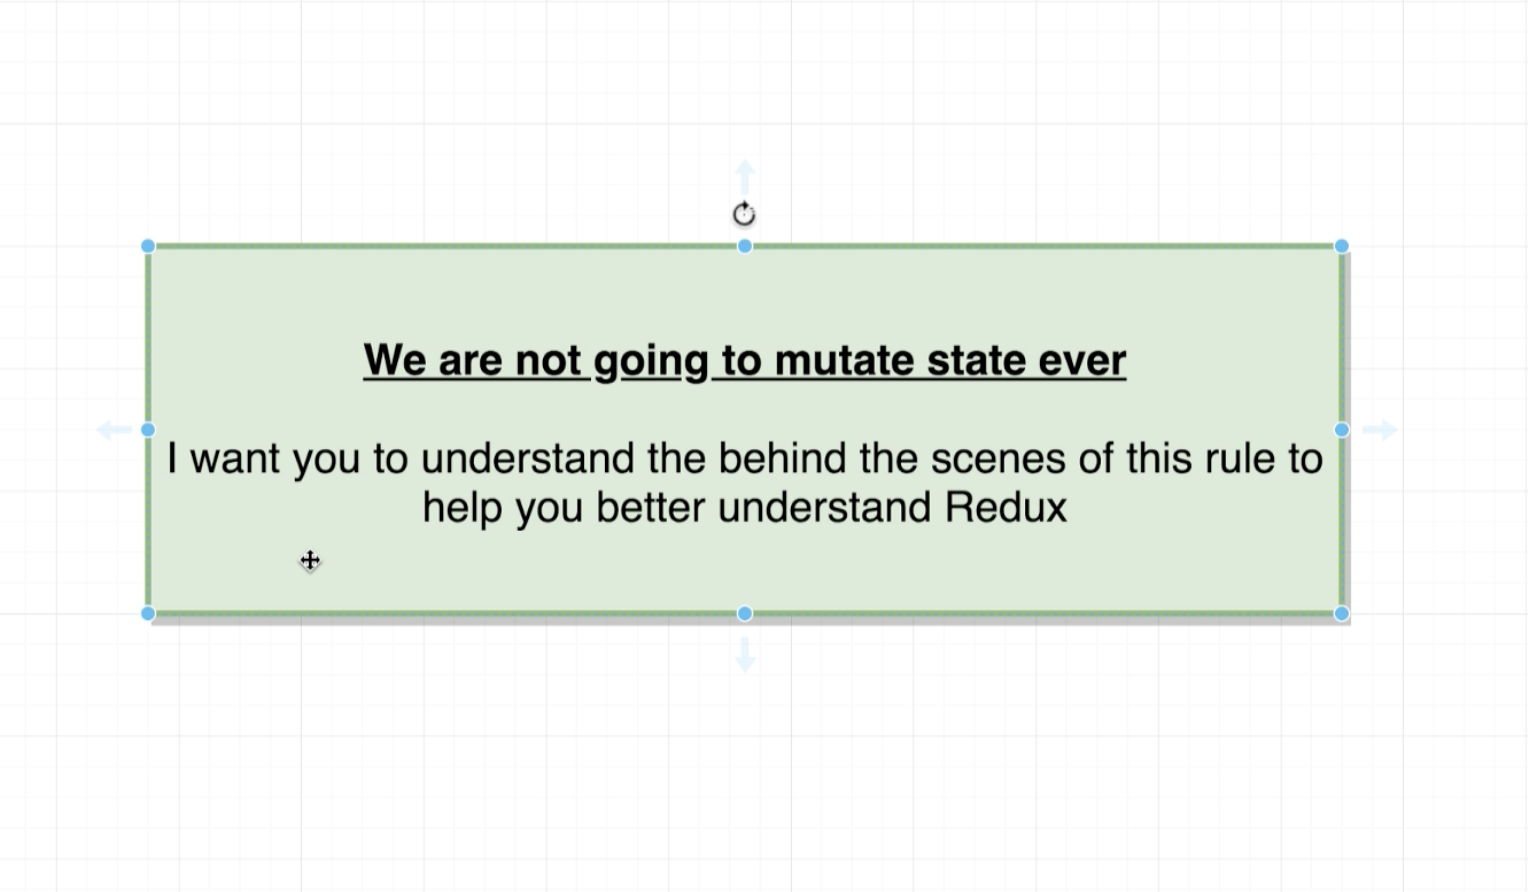 We are not going to mutate state ever
I want you to understand the behind the scenes of this rule to
help you better understand Redux